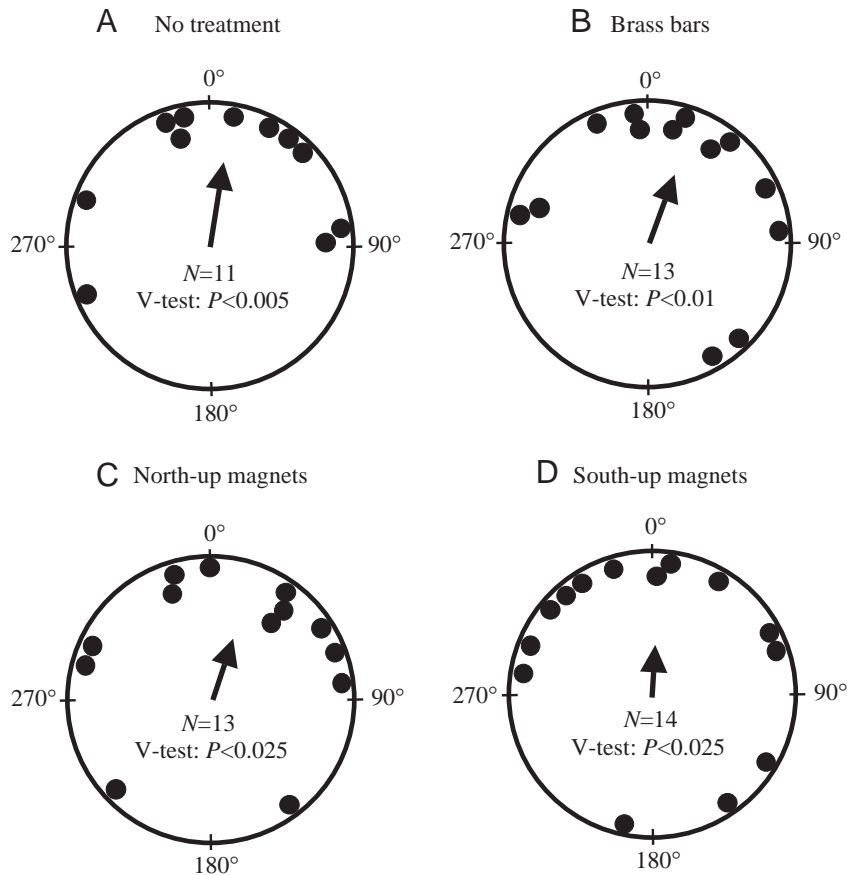 A No treatment
0°
270°
90°
N=11
V-test: P<0.005
180°
B Brass bars
0°
270°
90°
N=13
V-test: P<0.01
180°
C North-up magnets
0°
270°
90°
N=13
V-test: P<0.025
180°
D South-up magnets
0°
270°
90°
N=14
V-test: P<0.025
180°